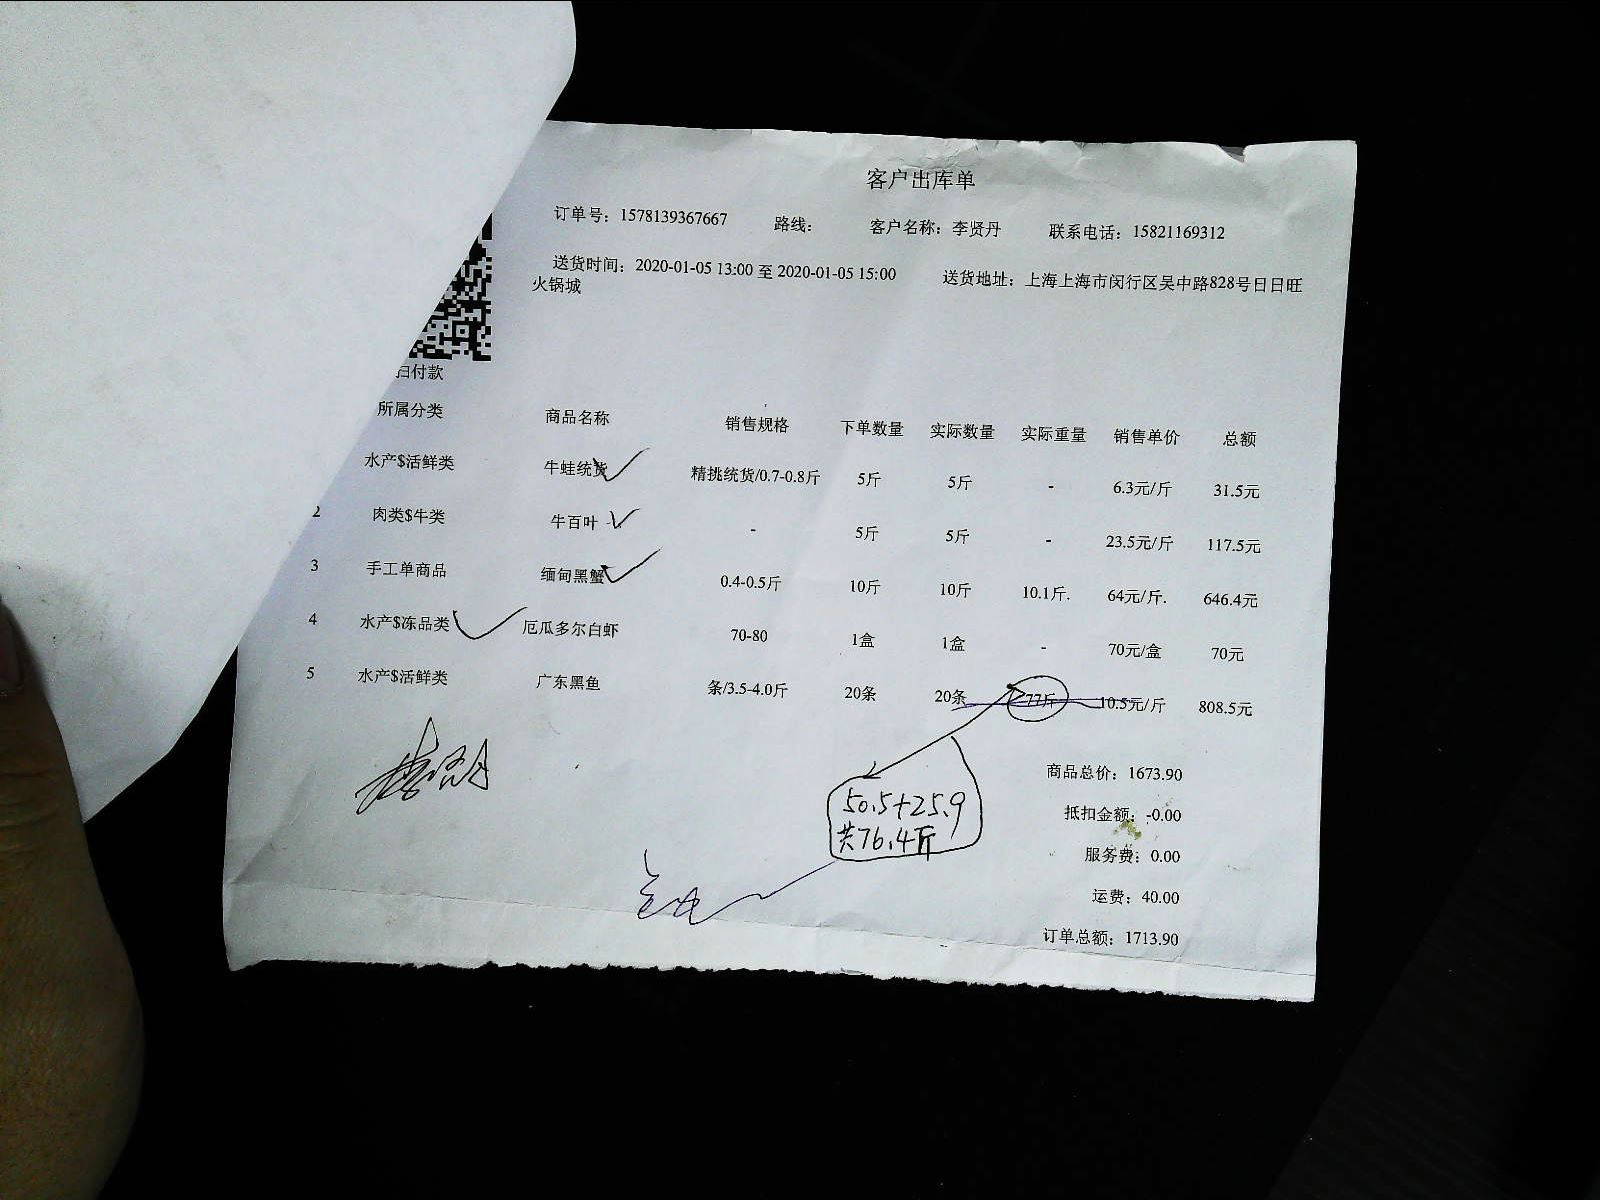 客户出库单
订单号：1578139367667 路线： 客户名称：李贤丹 联系电话：15821169312
送货时间：2020-01-05 13:00 至 2020-01-05 15:00 送货地址：上海上海市闵行区吴中路828号日日旺
火锅城
扫付款
所属分类 商品名称 销售规格 下单数量 实际数量 实际重量 销售单价 总额
水产$活鲜类 牛蛙统货 精挑统货/0.7-0.8斤 5斤 5斤 - 6.3元/斤 31.5元
2 肉类$牛类 牛百叶 - 5斤 5斤 - 23.5元/斤 117.5元
3 手工单商品 缅甸黑蟹 0.4-0.5斤 10斤 10斤 10.1斤. 64元/斤. 646.4元
4 水产$冻品类 厄瓜多尔白虾 70-80 1盒 1盒 - 70元/盒 70元
5 水产$活鲜类 广东黑鱼 条/3.5-4.0斤 20条 20条 77斤 10.5元/斤 808.5元
50.5+25.9
共76.4斤
商品总价：1673.90
抵扣金额：-0.00
服务费：0.00
运费：40.00
订单总额：1713.90